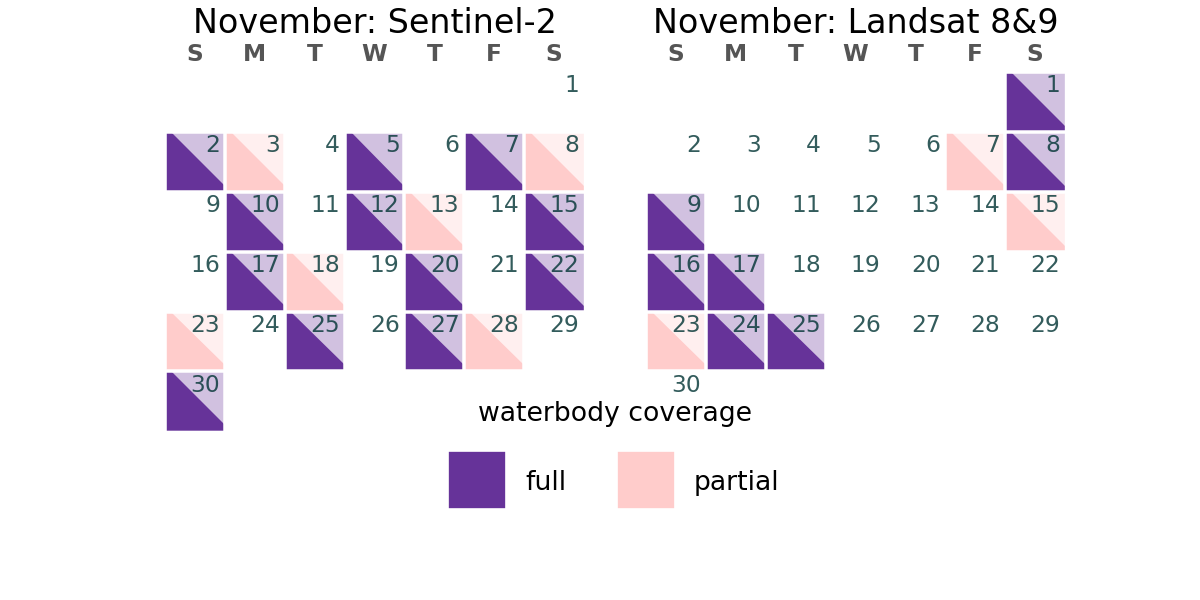 November: Sentinel-2
S M T W T F S
1
2 3 4 5 6 7 8
9 10 11 12 13 14 15
16 17 18 19 20 21 22
23 24 25 26 27 28 29
30
November: Landsat 8&9
S M T W T F S
1
2 3 4 5 6 7 8
9 10 11 12 13 14 15
16 17 18 19 20 21 22
23 24 25 26 27 28 29
30
waterbody coverage
full partial